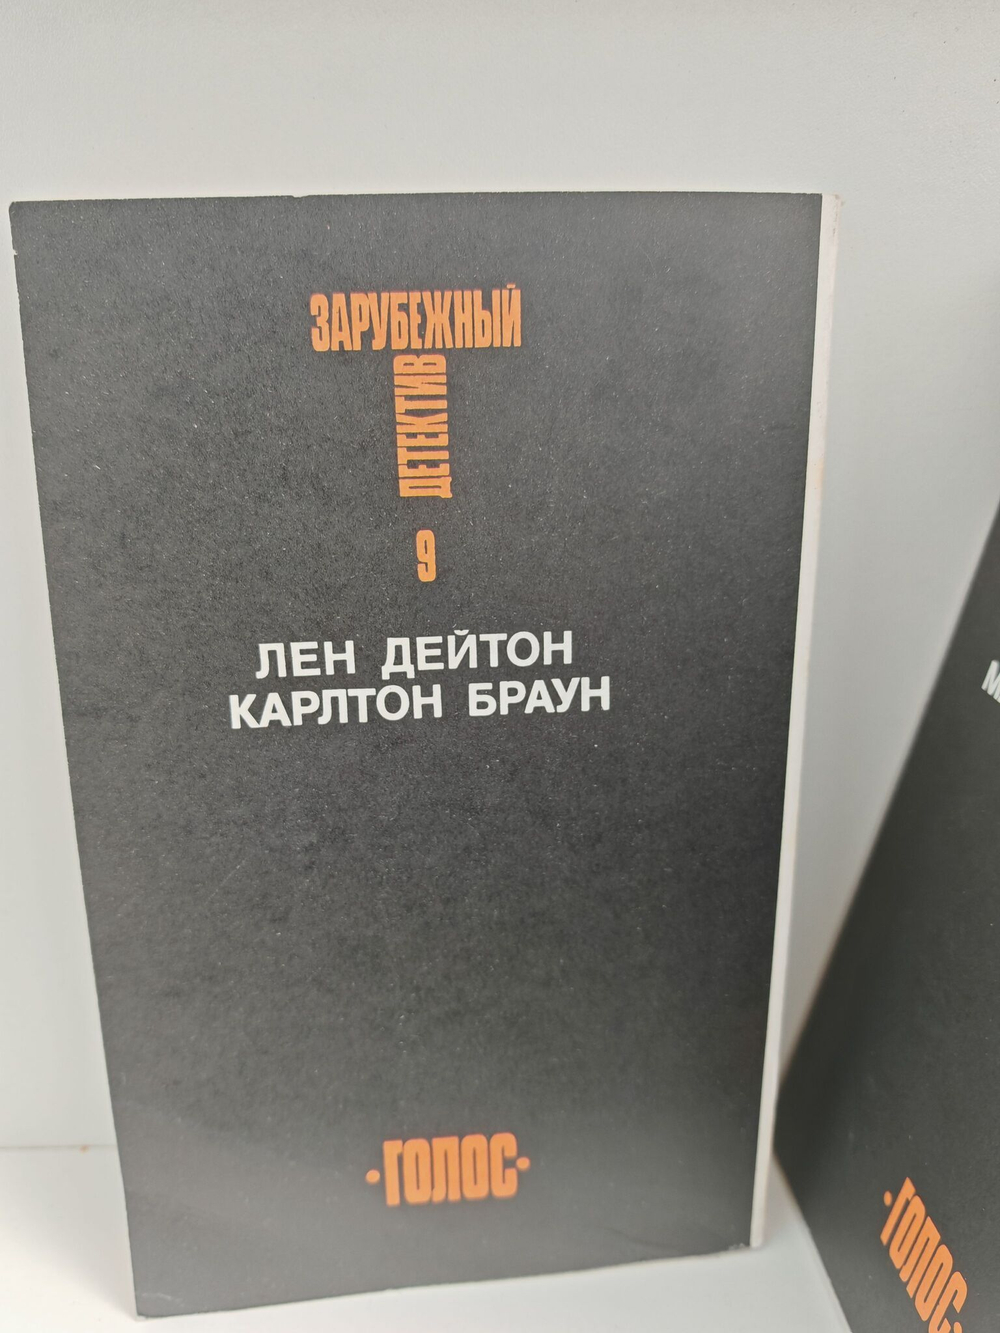 ЗАРУБЕЖНЫЙ
ДЕТЕКТИВ
9
ЛЕН ДЕЙТОН
КАРЛТОН БРАУН
·ГОЛОС·
·ГОЛОС·